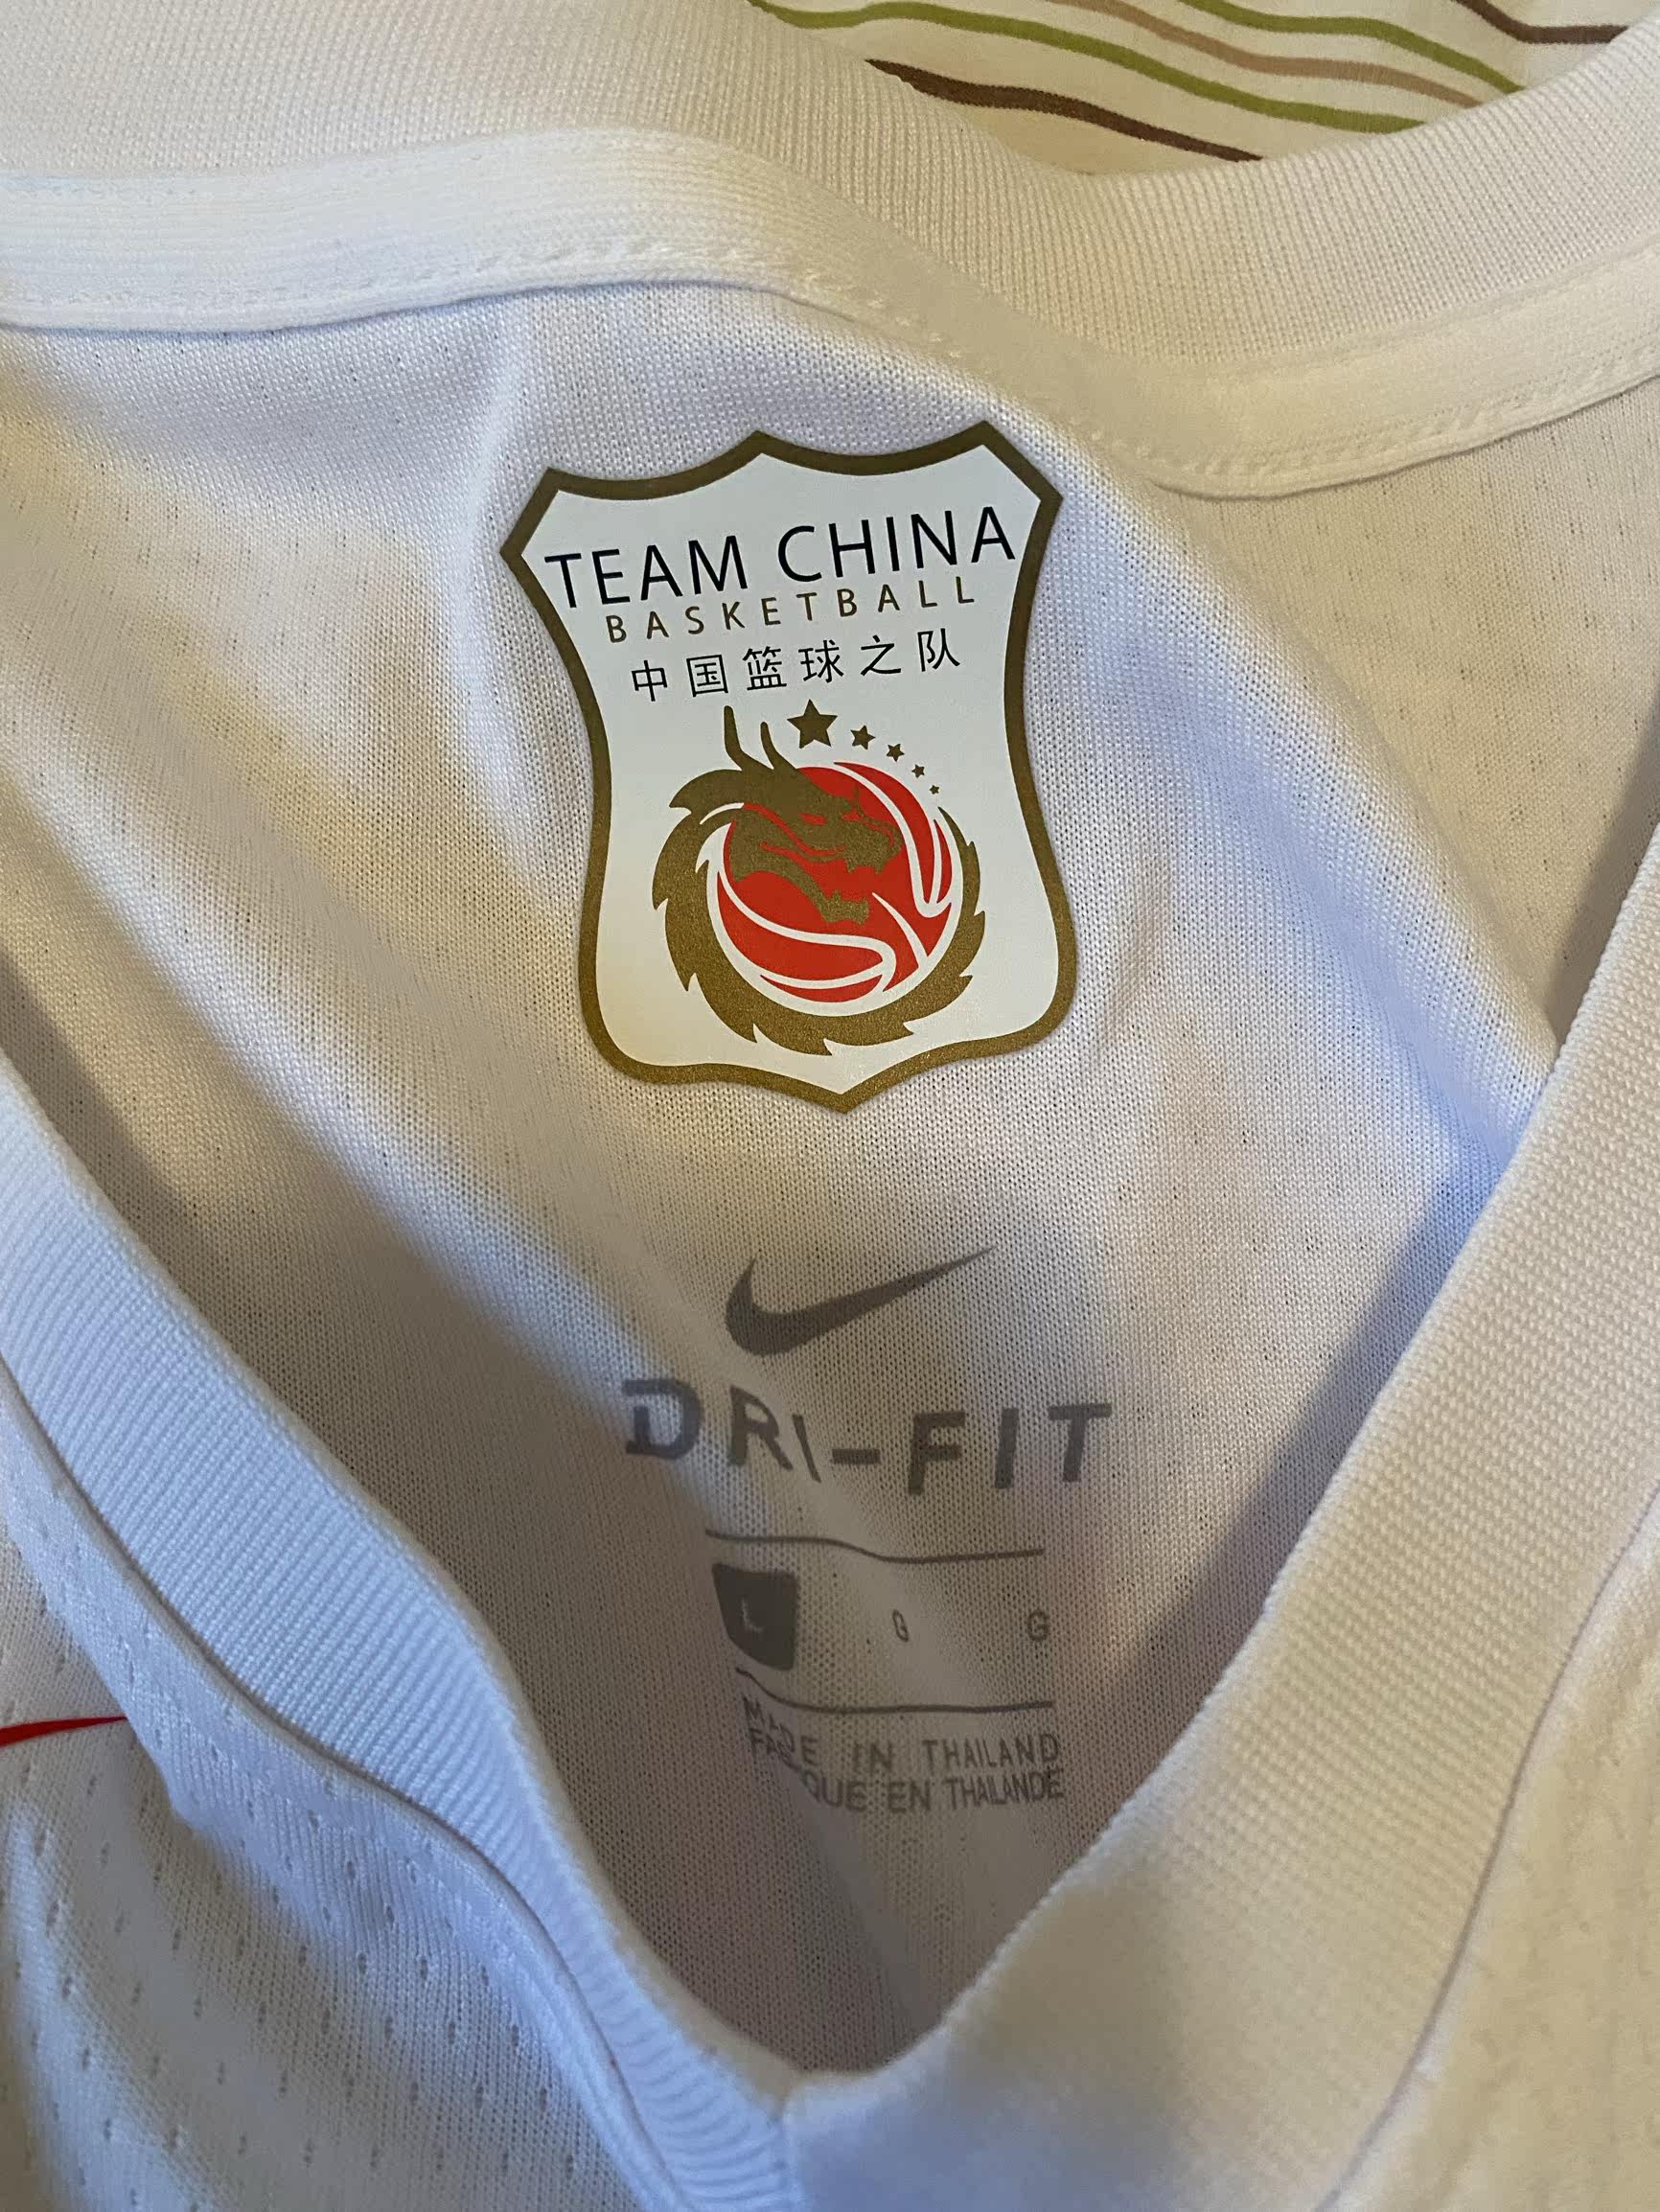 TEAM CHINA
BASKETBALL
中国篮球之队
DRI-FIT
L G G
MADE IN THAILAND
FABRIQUE EN THAILANDE